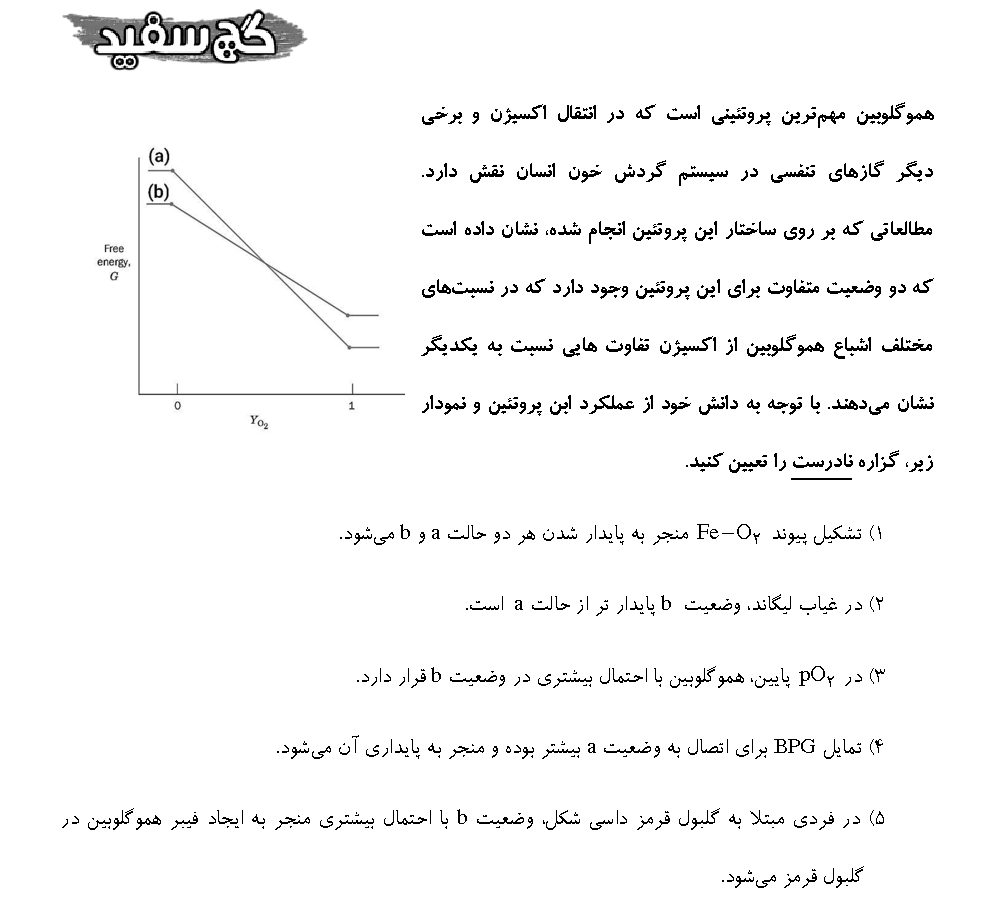 گچ سفید
هموگلوبین مهم‌ترین پروتئینی است که در انتقال اکسیژن و برخی
دیگر گازهای تنفسی در سیستم گردش خون انسان نقش دارد.
مطالعاتی که بر روی ساختار این پروتئین انجام شده، نشان داده است
که دو وضعیت متفاوت برای این پروتئین وجود دارد که در نسبت‌های
مختلف اشباع هموگلوبین از اکسیژن تفاوت هایی نسبت به یکدیگر
نشان می‌دهند. با توجه به دانش خود از عملکرد ابن پروتئین و نمودار
زیر، گزاره نادرست را تعیین کنید.
(a)
(b)
Free
energy,
G
0
1
Y_O₂
۱) تشکیل پیوند Fe−O₂ منجر به پایدار شدن هر دو حالت a و b می‌شود.
۲) در غیاب لیگاند، وضعیت b پایدار تر از حالت a است.
۳) در pO₂ پایین، هموگلوبین با احتمال بیشتری در وضعیت b قرار دارد.
۴) تمایل BPG برای اتصال به وضعیت a بیشتر بوده و منجر به پایداری آن می‌شود.
۵) در فردی مبتلا به گلبول قرمز داسی شکل، وضعیت b با احتمال بیشتری منجر به ایجاد فیبر هموگلوبین در
گلبول قرمز می‌شود.